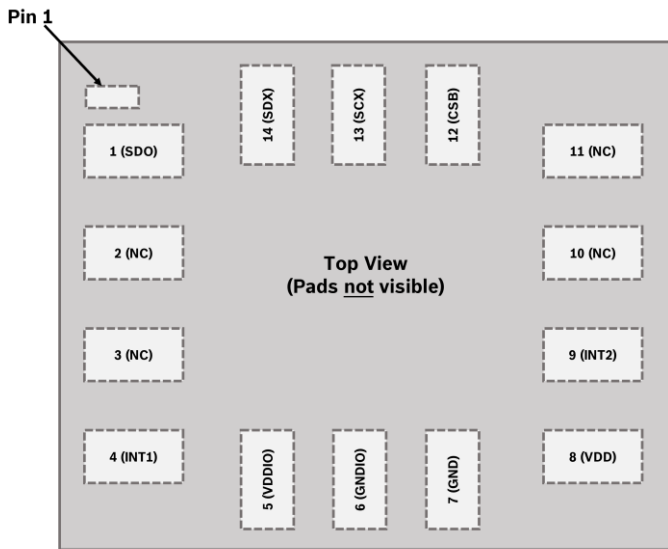 Pin 1
14 (SDX)
13 (SCX)
12 (CSB)
1 (SDO)
11 (NC)
2 (NC)
10 (NC)
Top View
(Pads not visible)
3 (NC)
9 (INT2)
4 (INT1)
8 (VDD)
5 (VDDIO)
6 (GNDIO)
7 (GND)